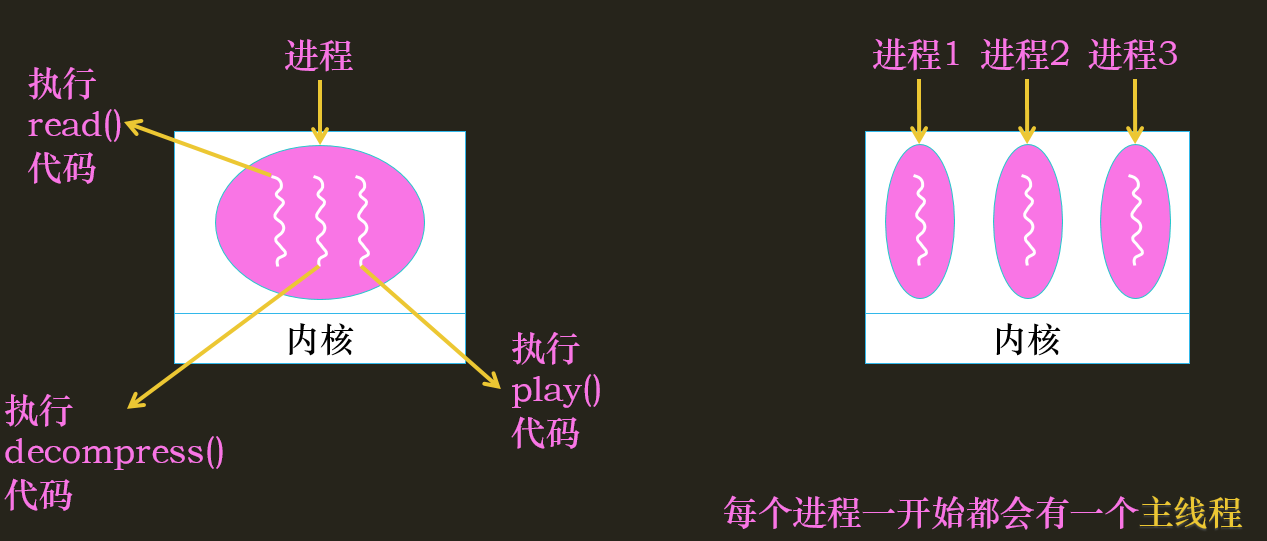 进程
执行
read()
代码
内核
执行
decompress()
代码
执行
play()
代码
进程1 进程2 进程3
内核
每个进程一开始都会有一个主线程